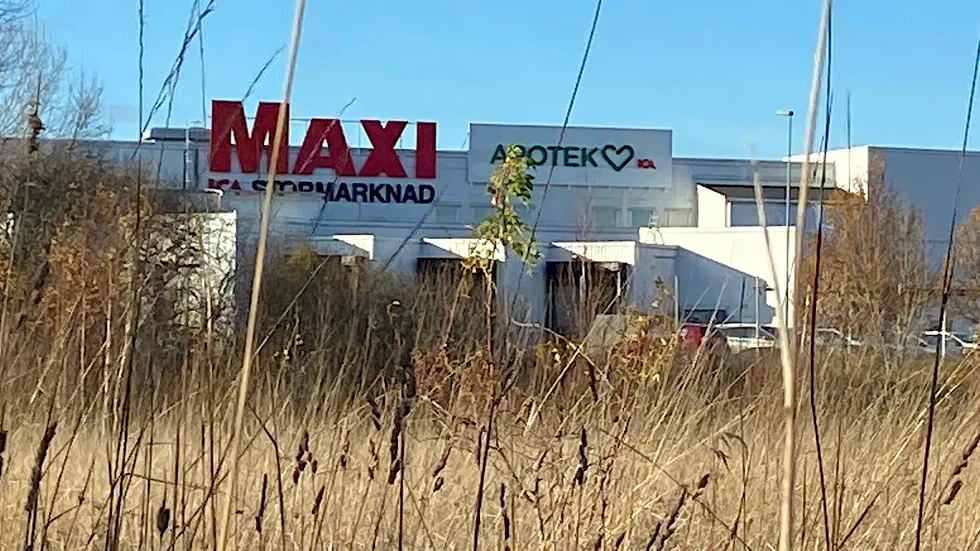 MAXI
ICA STORMARKNAD
APOTEK ICA